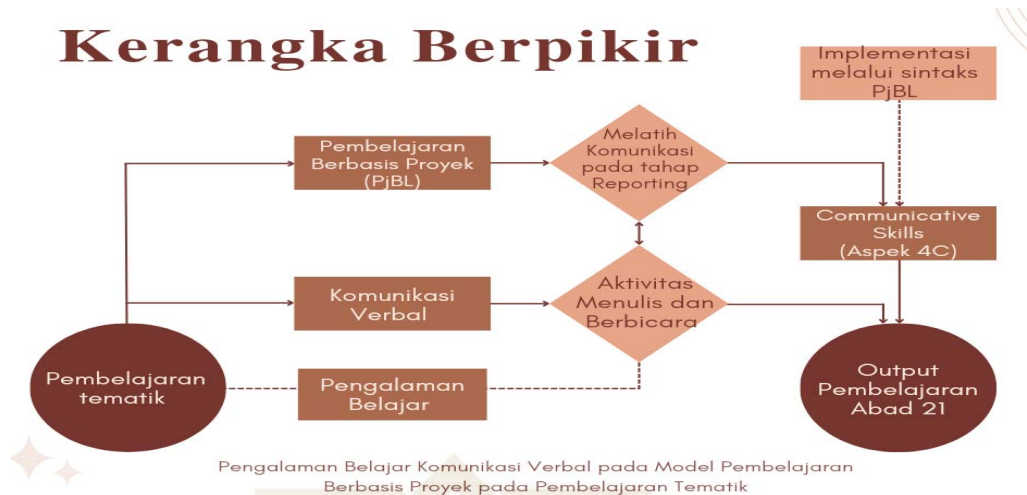 Kerangka Berpikir
Implementasi
melalui sintaks
PjBL
Pembelajaran
Berbasis Proyek
(PjBL)
Melatih
Komunikasi
pada tahap
Reporting
Communicative
Skills
(Aspek 4C)
Komunikasi
Verbal
Aktivitas
Menulis dan
Berbicara
Pembelajaran
tematik
Pengalaman
Belajar
Output
Pembelajaran
Abad 21
Pengalaman Belajar Komunikasi Verbal pada Model Pembelajaran
Berbasis Proyek pada Pembelajaran Tematik